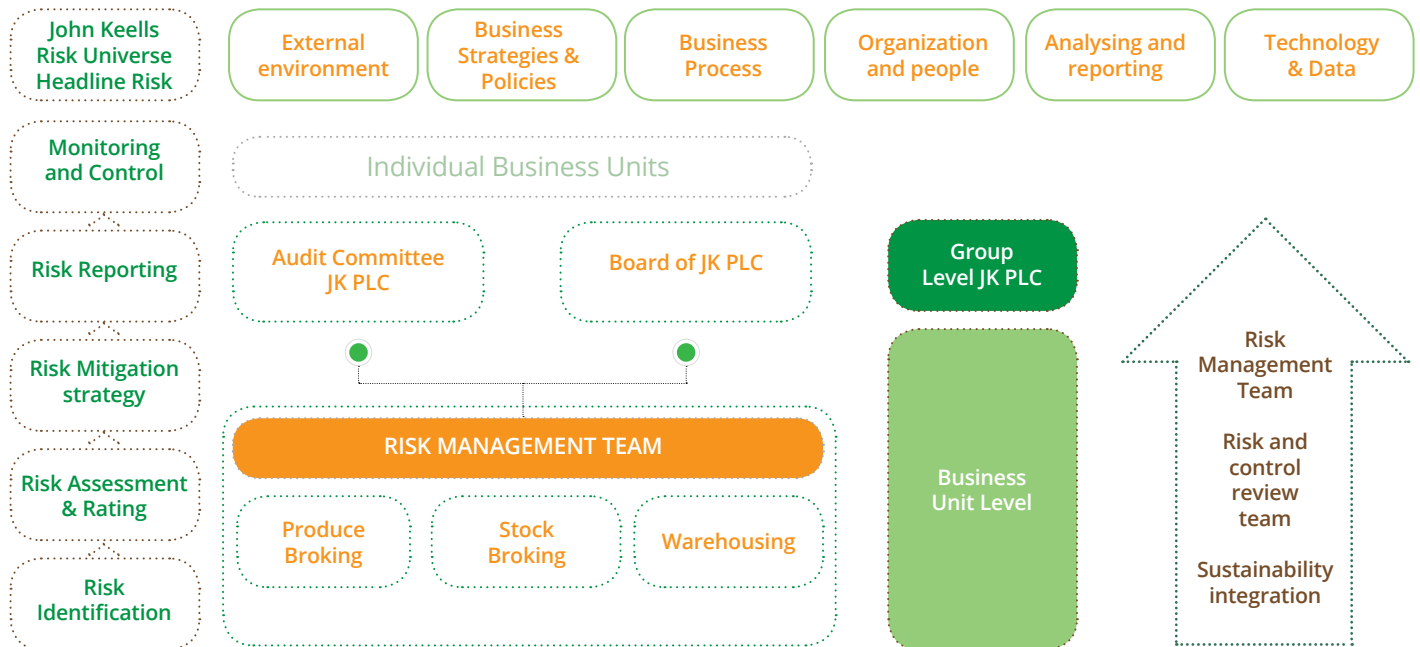 John Keells
Risk Universe
Headline Risk
External
environment
Business
Strategies &
Policies
Business
Process
Organization
and people
Analysing and
reporting
Technology
& Data
Monitoring
and Control
Individual Business Units
Risk Reporting
Audit Committee
JK PLC
Board of JK PLC
Group
Level JK PLC
Risk Mitigation
strategy
RISK MANAGEMENT TEAM
Risk Assessment
& Rating
Produce
Broking
Stock
Broking
Warehousing
Business
Unit Level
Risk
Identification
Risk
Management
Team
Risk and
control
review
team
Sustainability
integration